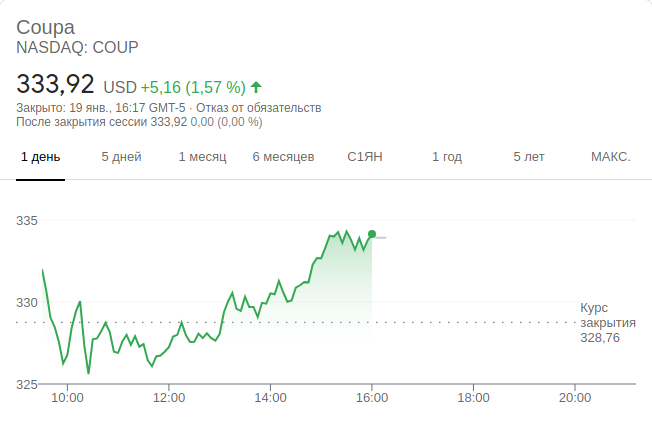 Coupa
NASDAQ: COUP
333,92 USD +5,16 (1,57 %)
Закрыто: 19 янв., 16:17 GMT-5 · Отказ от обязательств
После закрытия сессии 333,92 0,00 (0,00 %)
1 день 5 дней 1 месяц 6 месяцев С1ЯН 1 год 5 лет МАКС.
335
330
Курс
закрытия
328,76
325
10:00 12:00 14:00 16:00 18:00 20:00